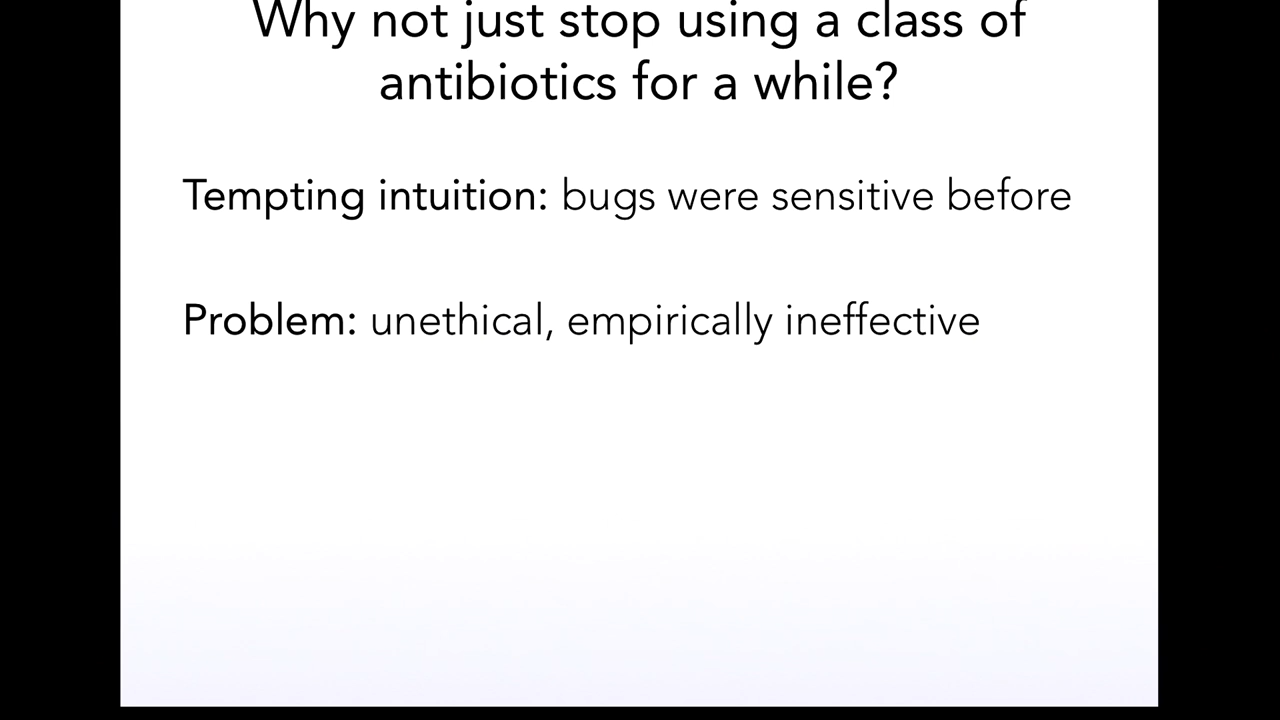 Why not just stop using a class of
antibiotics for a while?
Tempting intuition: bugs were sensitive before
Problem: unethical, empirically ineffective